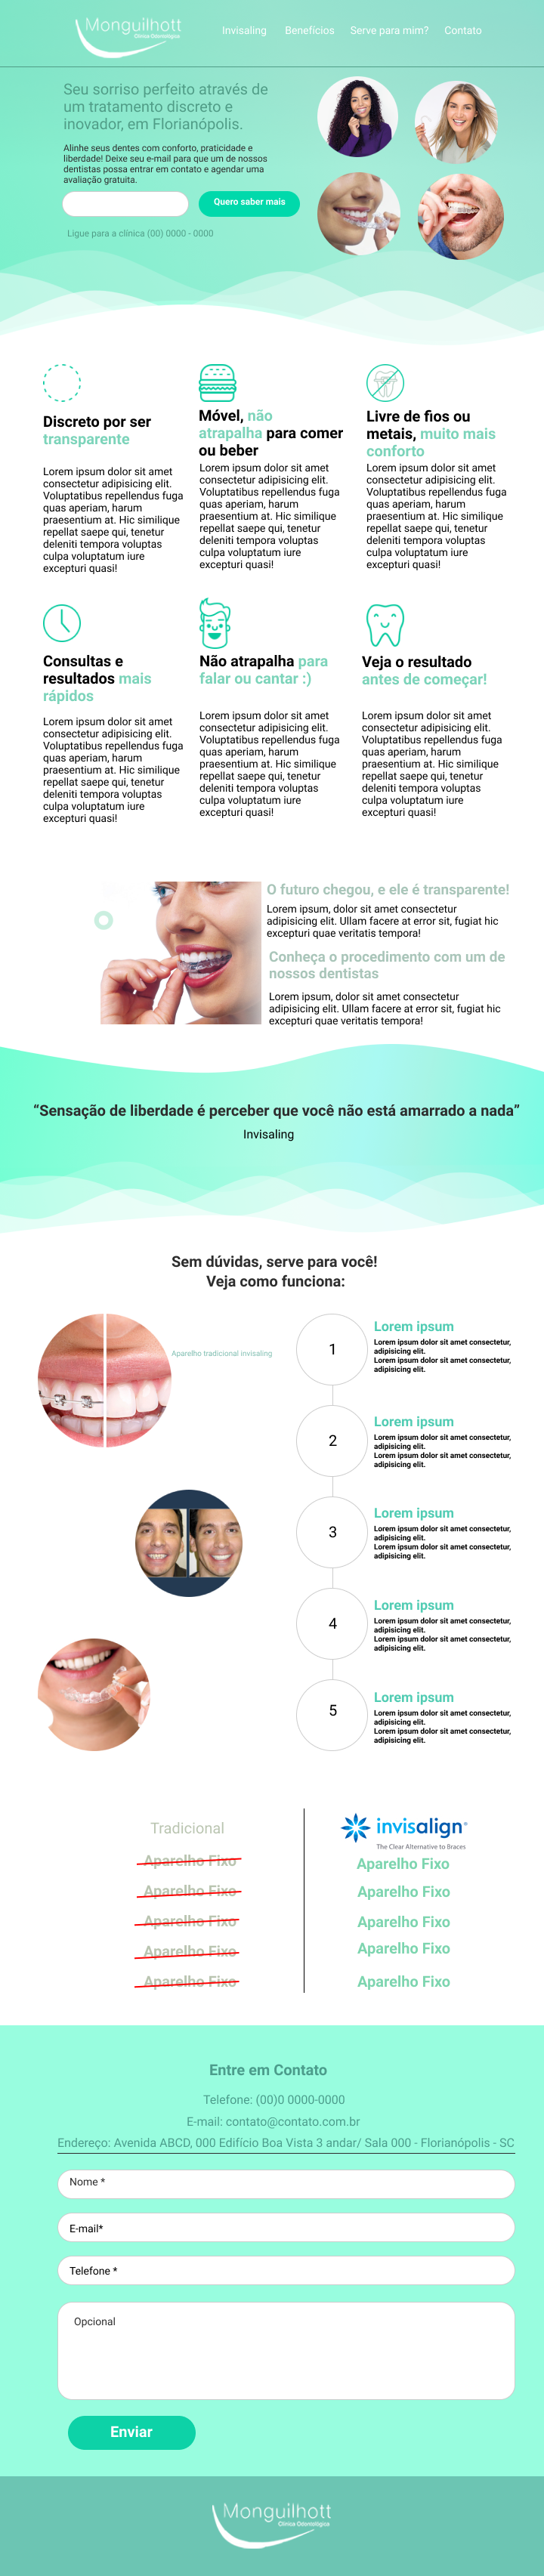 Monguilhott
Clínica Odontológica
Invisaling Benefícios Serve para mim? Contato
Seu sorriso perfeito através de
um tratamento discreto e
inovador, em Florianópolis.
Alinhe seus dentes com conforto, praticidade e
liberdade! Deixe seu e-mail para que um de nossos
dentistas possa entrar em contato e agendar uma
avaliação gratuita.
Quero saber mais
Ligue para a clínica (00) 0000 - 0000
Discreto por ser
transparente
Lorem ipsum dolor sit amet
consectetur adipisicing elit.
Voluptatibus repellendus fuga
quas aperiam, harum
praesentium at. Hic similique
repellat saepe qui, tenetur
deleniti tempora voluptas
culpa voluptatum iure
excepturi quasi!
Móvel, não
atrapalha para comer
ou beber
Lorem ipsum dolor sit amet
consectetur adipisicing elit.
Voluptatibus repellendus fuga
quas aperiam, harum
praesentium at. Hic similique
repellat saepe qui, tenetur
deleniti tempora voluptas
culpa voluptatum iure
excepturi quasi!
Livre de fios ou
metais, muito mais
conforto
Lorem ipsum dolor sit amet
consectetur adipisicing elit.
Voluptatibus repellendus fuga
quas aperiam, harum
praesentium at. Hic similique
repellat saepe qui, tenetur
deleniti tempora voluptas
culpa voluptatum iure
excepturi quasi!
Consultas e
resultados mais
rápidos
Lorem ipsum dolor sit amet
consectetur adipisicing elit.
Voluptatibus repellendus fuga
quas aperiam, harum
praesentium at. Hic similique
repellat saepe qui, tenetur
deleniti tempora voluptas
culpa voluptatum iure
excepturi quasi!
Não atrapalha para
falar ou cantar :)
Lorem ipsum dolor sit amet
consectetur adipisicing elit.
Voluptatibus repellendus fuga
quas aperiam, harum
praesentium at. Hic similique
repellat saepe qui, tenetur
deleniti tempora voluptas
culpa voluptatum iure
excepturi quasi!
Veja o resultado
antes de começar!
Lorem ipsum dolor sit amet
consectetur adipisicing elit.
Voluptatibus repellendus fuga
quas aperiam, harum
praesentium at. Hic similique
repellat saepe qui, tenetur
deleniti tempora voluptas
culpa voluptatum iure
excepturi quasi!
O futuro chegou, e ele é transparente!
Lorem ipsum, dolor sit amet consectetur
adipisicing elit. Ullam facere at error sit, fugiat hic
excepturi quae veritatis tempora!
Conheça o procedimento com um de
nossos dentistas
Lorem ipsum, dolor sit amet consectetur
adipisicing elit. Ullam facere at error sit, fugiat hic
excepturi quae veritatis tempora!
“Sensação de liberdade é perceber que você não está amarrado a nada”
Invisaling
Sem dúvidas, serve para você!
Veja como funciona:
Aparelho tradicional invisaling
1
Lorem ipsum
Lorem ipsum dolor sit amet consectetur,
adipisicing elit.
Lorem ipsum dolor sit amet consectetur,
adipisicing elit.
2
Lorem ipsum
Lorem ipsum dolor sit amet consectetur,
adipisicing elit.
Lorem ipsum dolor sit amet consectetur,
adipisicing elit.
3
Lorem ipsum
Lorem ipsum dolor sit amet consectetur,
adipisicing elit.
Lorem ipsum dolor sit amet consectetur,
adipisicing elit.
4
Lorem ipsum
Lorem ipsum dolor sit amet consectetur,
adipisicing elit.
Lorem ipsum dolor sit amet consectetur,
adipisicing elit.
5
Lorem ipsum
Lorem ipsum dolor sit amet consectetur,
adipisicing elit.
Lorem ipsum dolor sit amet consectetur,
adipisicing elit.
Tradicional
Aparelho Fixo
Aparelho Fixo
Aparelho Fixo
Aparelho Fixo
Aparelho Fixo
invisalign
The Clear Alternative to Braces
Aparelho Fixo
Aparelho Fixo
Aparelho Fixo
Aparelho Fixo
Aparelho Fixo
Entre em Contato
Telefone: (00)0 0000-0000
E-mail: contato@contato.com.br
Endereço: Avenida ABCD, 000 Edifício Boa Vista 3 andar/ Sala 000 - Florianópolis - SC
Nome *
E-mail*
Telefone *
Opcional
Enviar
Monguilhott
Clínica Odontológica